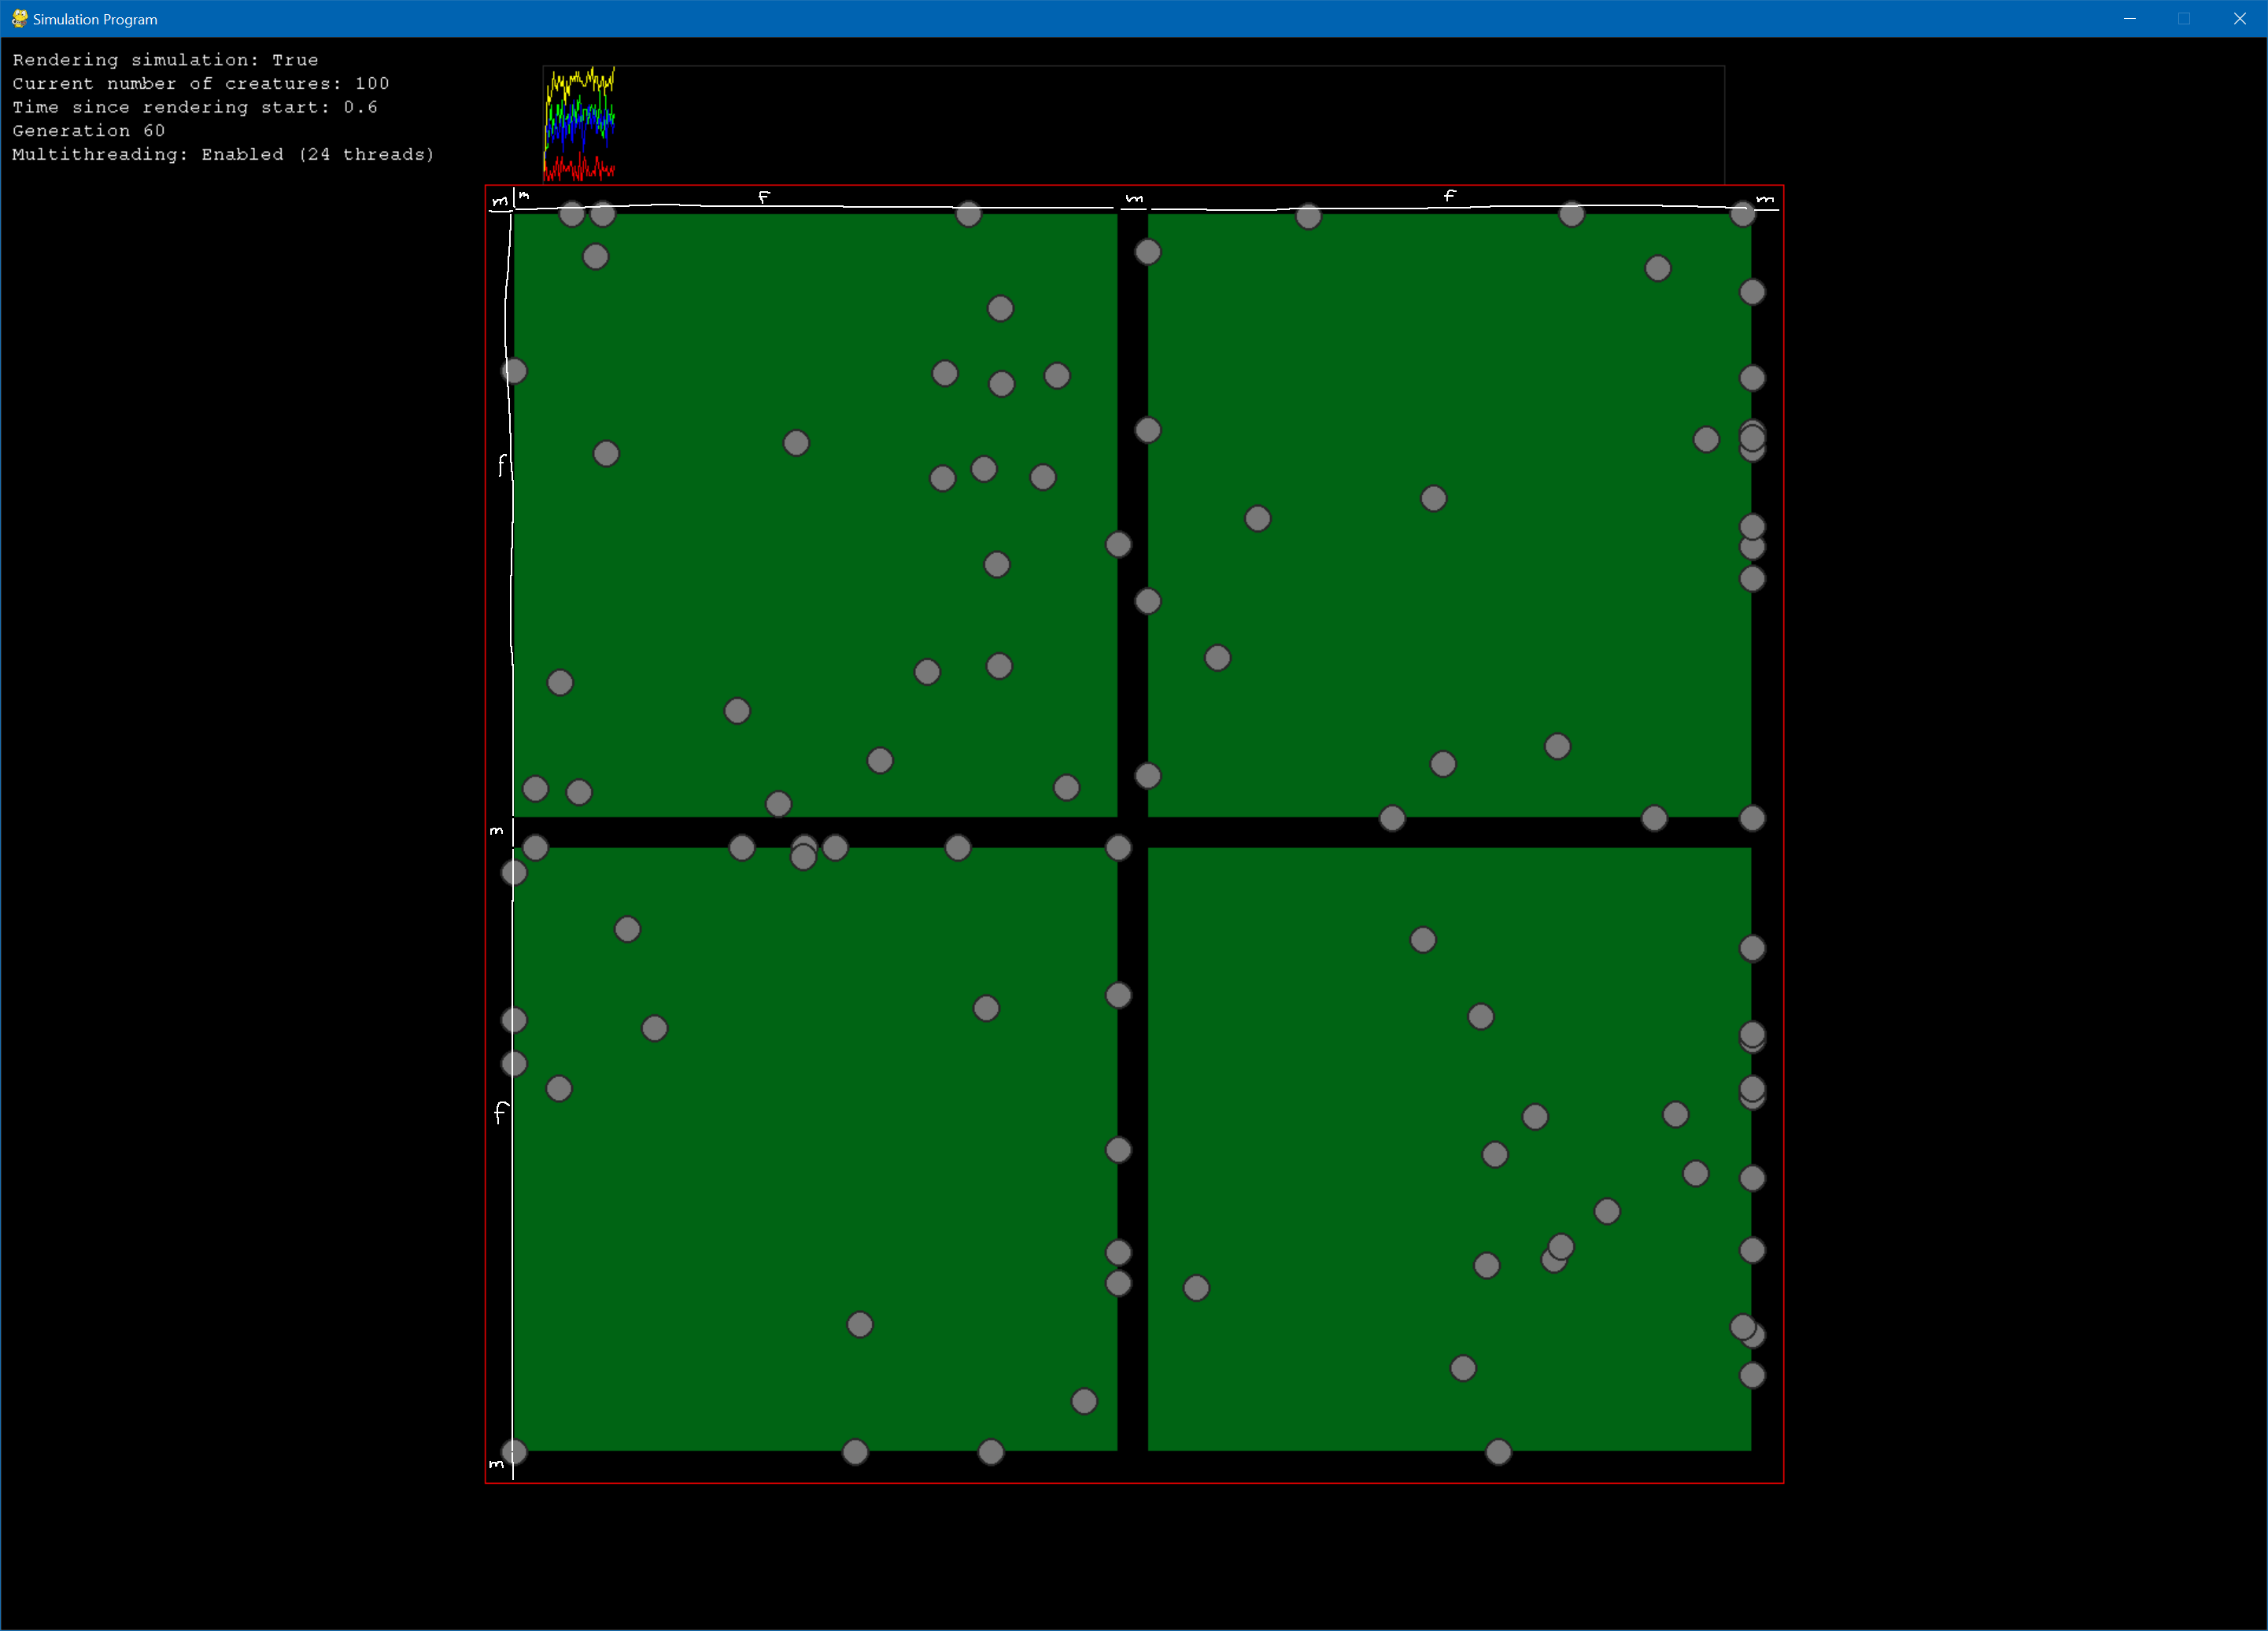 Simulation Program
Rendering simulation: True
Current number of creatures: 100
Time since rendering start: 0.6
Generation 60
Multithreading: Enabled (24 threads)
m m f m f m
f
m
f
m